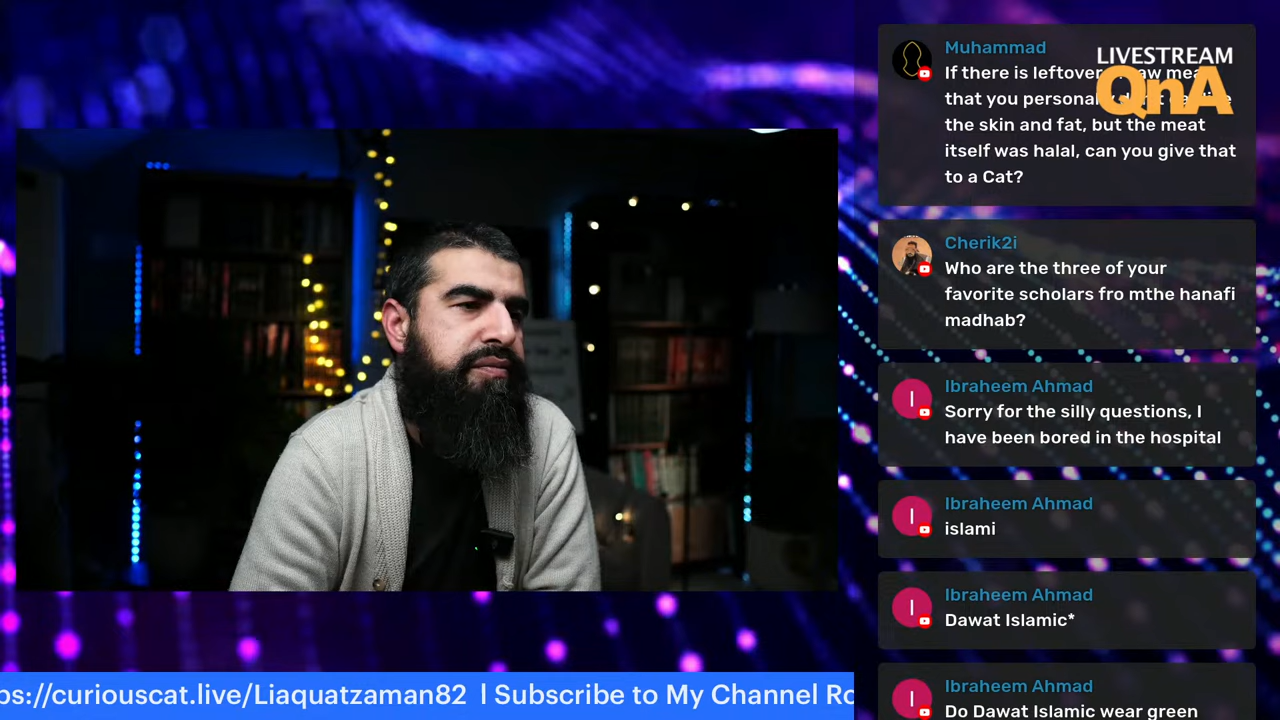 Muhammad
If there is leftover
that you personally
the skin and fat, but the meat
itself was halal, can you give that
to a Cat?
LIVESTREAM
QnA
Cherik2i
Who are the three of your
favorite scholars fro mthe hanafi
madhab?
Ibraheem Ahmad
Sorry for the silly questions, I
have been bored in the hospital
I
Ibraheem Ahmad
islami
I
Ibraheem Ahmad
Dawat Islamic*
I
Ibraheem Ahmad
Do Dawat Islamic wear green
I
ps://curiouscat.live/Liaquatzaman82 | Subscribe to My Channel Ro